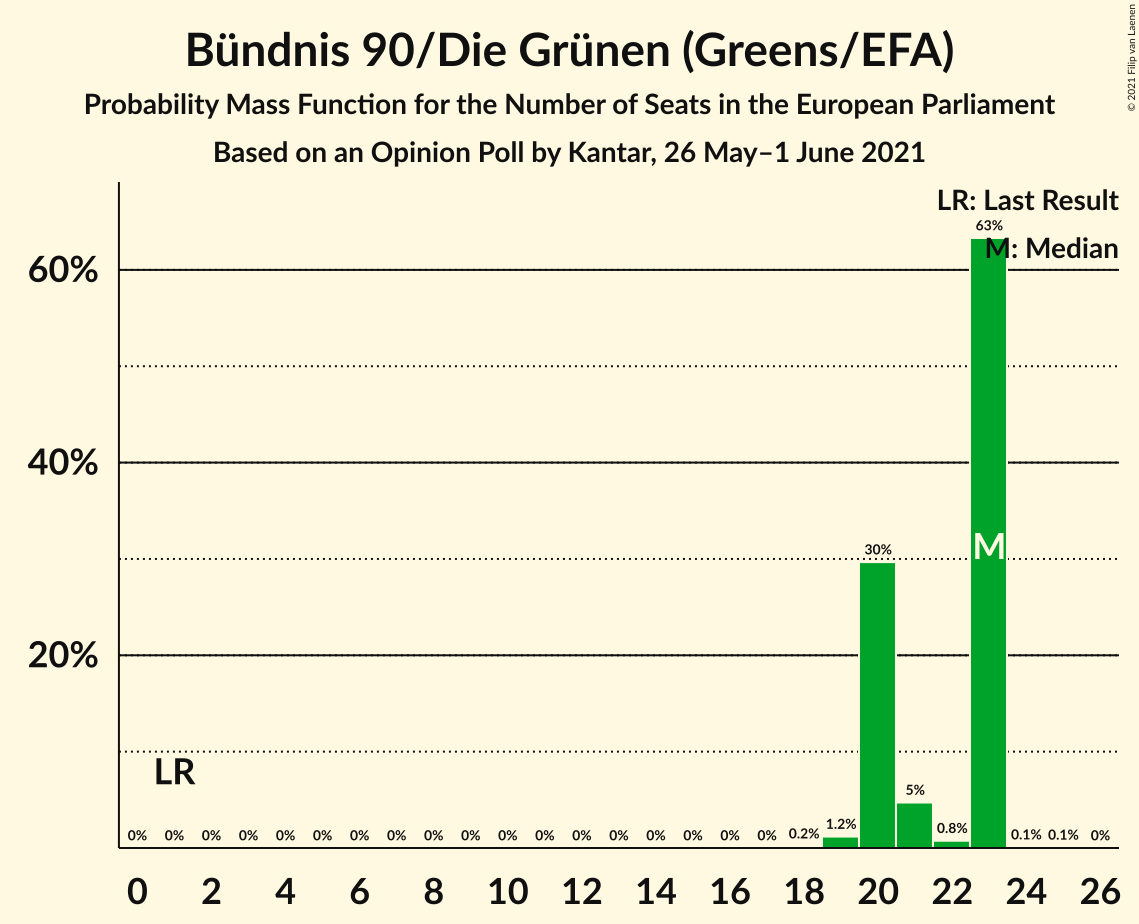 Bündnis 90/Die Grünen (Greens/EFA)
Probability Mass Function for the Number of Seats in the European Parliament
Based on an Opinion Poll by Kantar, 26 May–1 June 2021
© 2021 Filip van Laenen
LR: Last Result
63%
M: Median
60%
40%
M
30%
20%
LR
5%
0% 0% 0% 0% 0% 0% 0% 0% 0% 0% 0% 0% 0% 0% 0% 0% 0% 0% 0.2% 1.2% 0.8% 0.1% 0.1% 0%
0 2 4 6 8 10 12 14 16 18 20 22 24 26